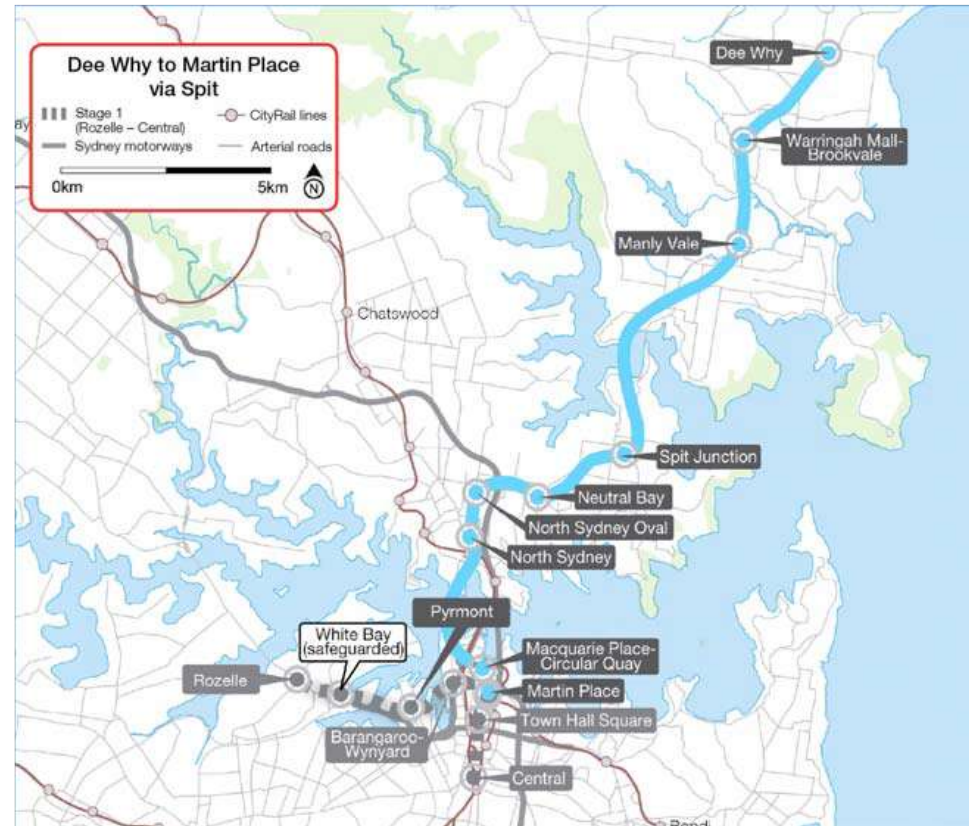 Dee Why to Martin Place
via Spit
Stage 1
(Rozelle – Central)
CityRail lines
Sydney motorways
Arterial roads
0km
5km
N
Dee Why
Warringah Mall-
Brookvale
Manly Vale
Chatswood
Spit Junction
Neutral Bay
North Sydney Oval
North Sydney
Pyrmont
White Bay
(safeguarded)
Macquarie Place-
Circular Quay
Rozelle
Martin Place
Town Hall Square
Barangaroo-
Wynyard
Central